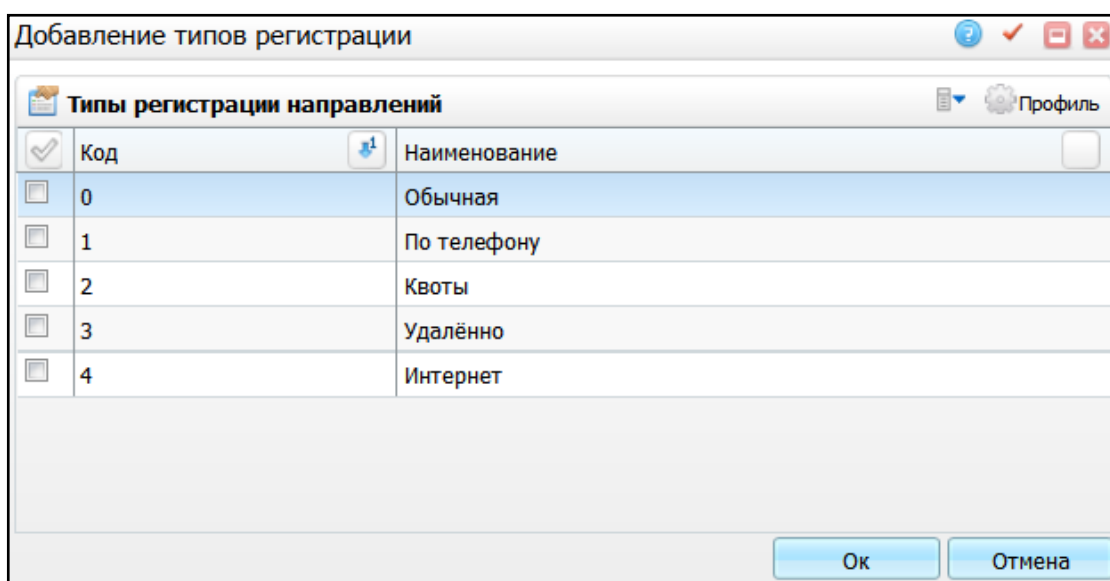 Добавление типов регистрации
Типы регистрации направлений Профиль
Код 1 Наименование
0 Обычная
1 По телефону
2 Квоты
3 Удалённо
4 Интернет
Ок Отмена